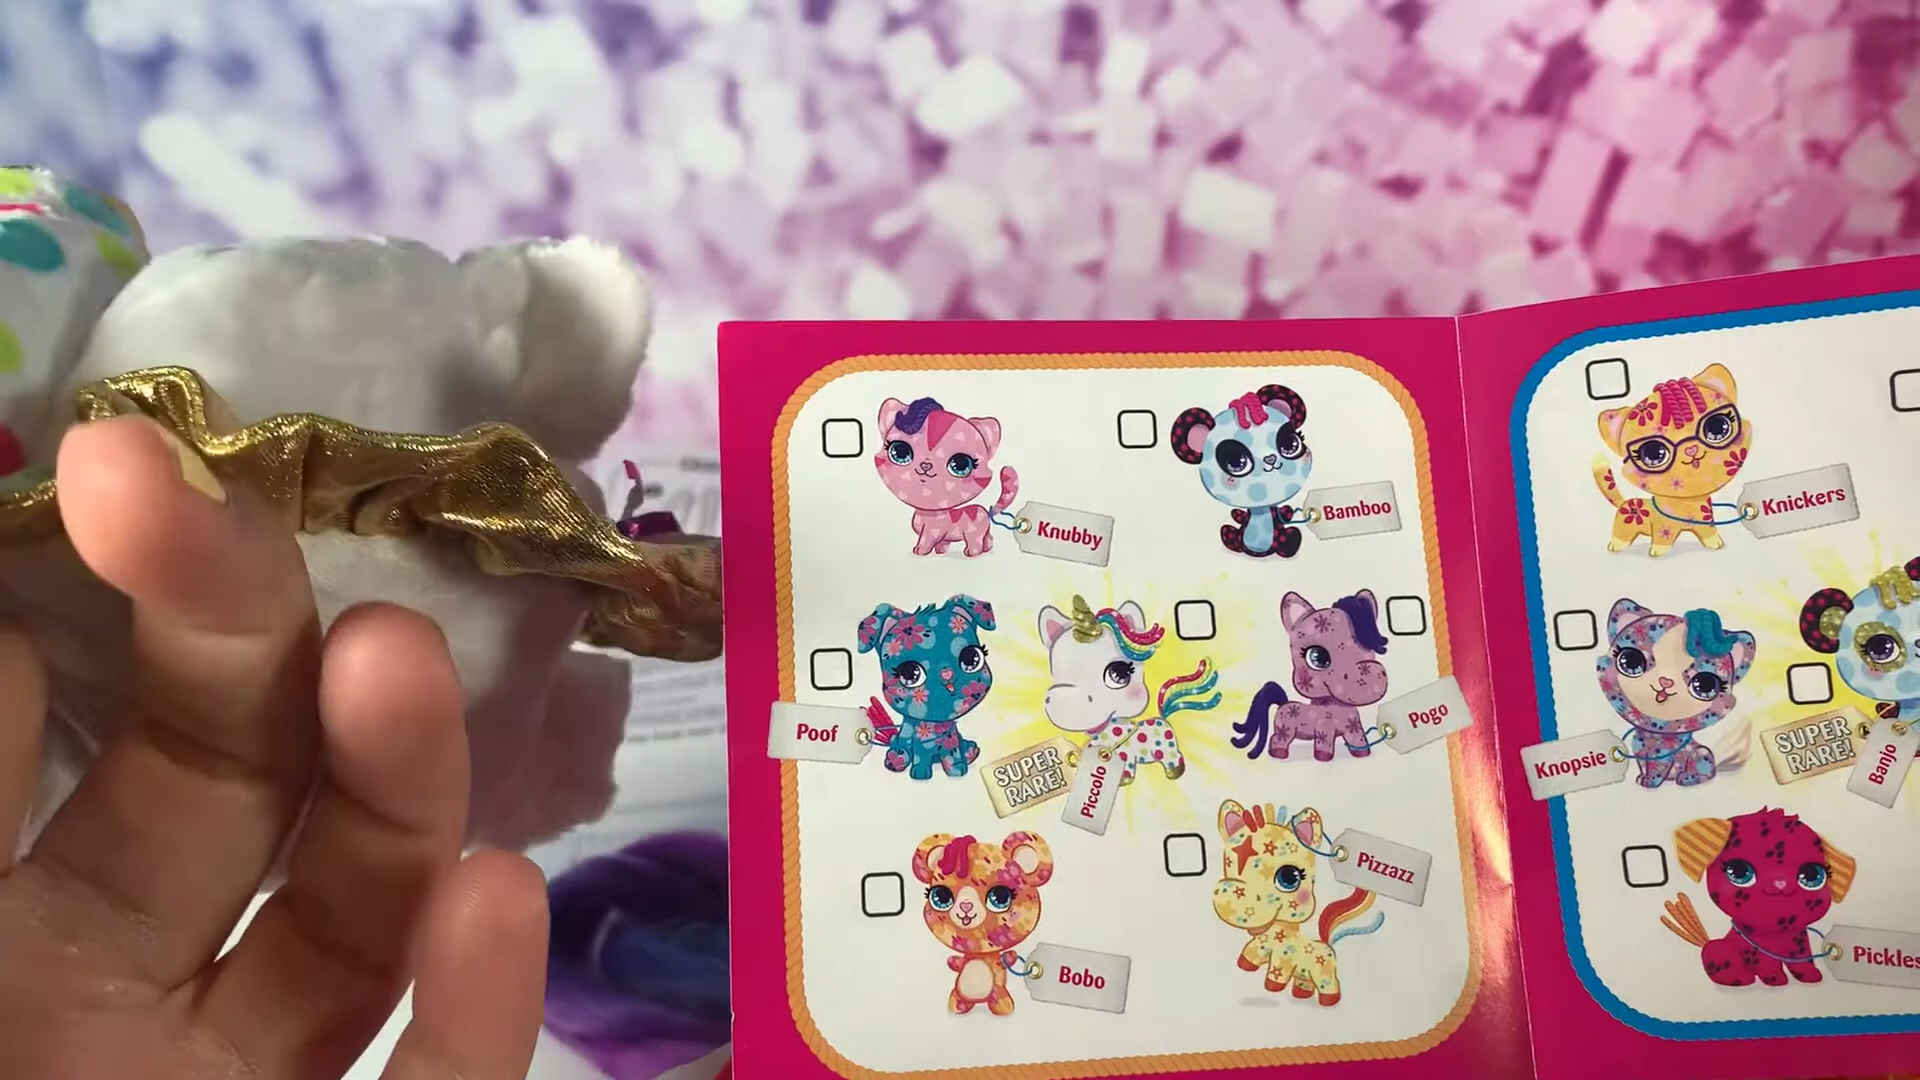 Knubby
Bamboo
Poof
SUPER
RARE!
Piccolo
Pogo
Bobo
Pizzazz
Knickers
Knopsie
SUPER
RARE!
Banjo
Pickles